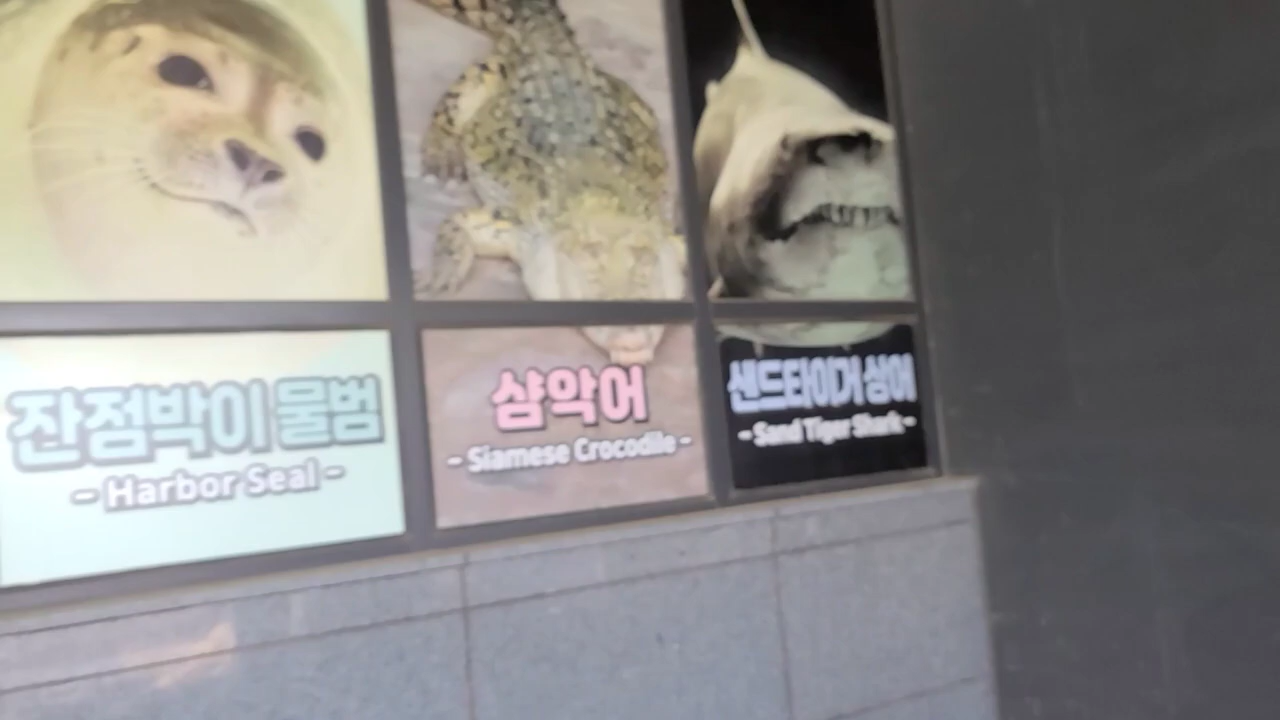 잔점박이 물범
- Harbor Seal -
샴악어
- Siamese Crocodile -
샌드타이거 상어
- Sand Tiger Shark -